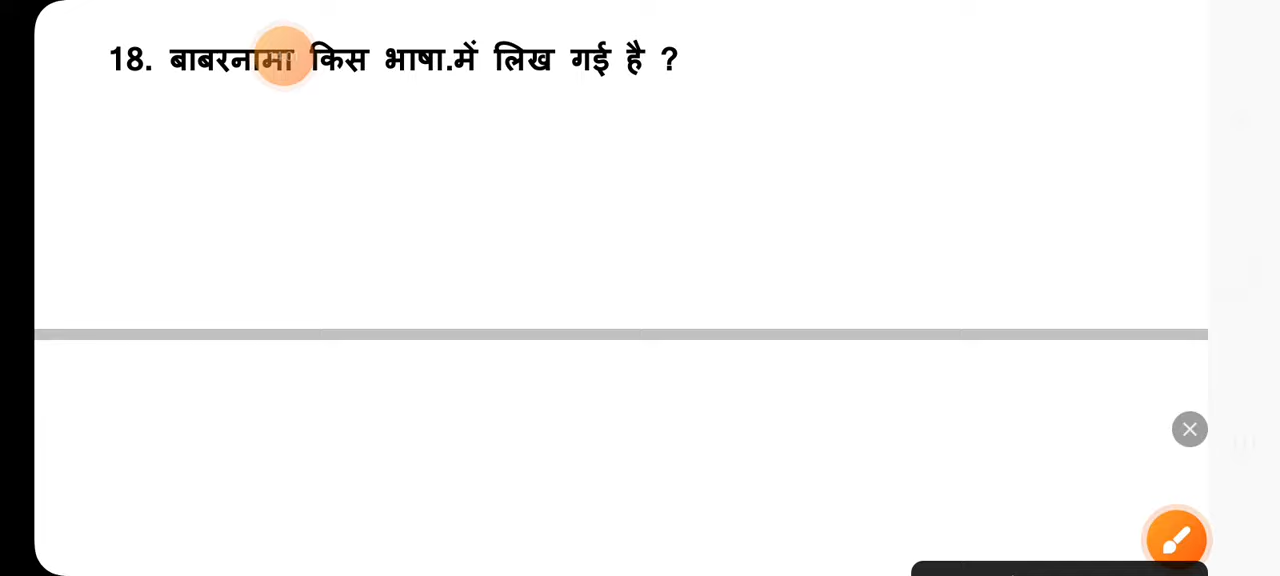 18. बाबरनामा किस भाषा.में लिख गई है ?